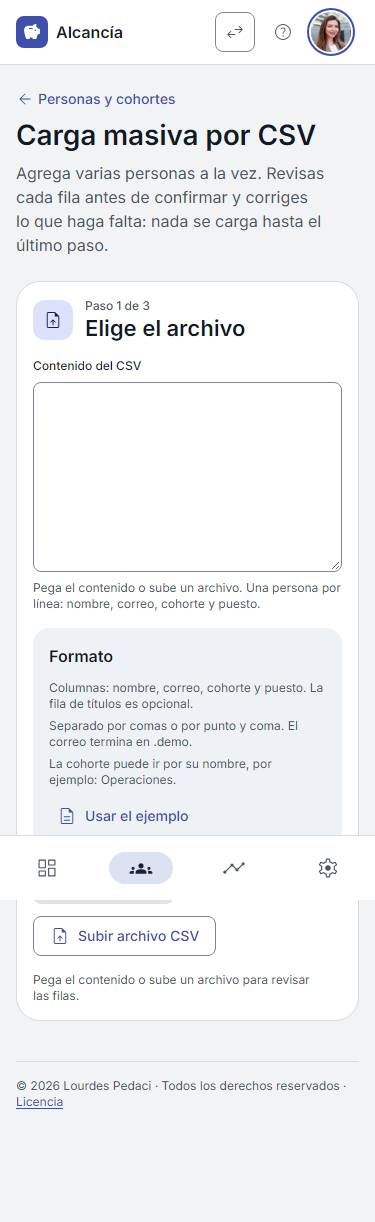 Alcancía
Personas y cohortes
Carga masiva por CSV
Agrega varias personas a la vez. Revisas
cada fila antes de confirmar y corriges
lo que haga falta: nada se carga hasta el
último paso.
Paso 1 de 3
Elige el archivo
Contenido del CSV
Pega el contenido o sube un archivo. Una persona por
línea: nombre, correo, cohorte y puesto.
Formato
Columnas: nombre, correo, cohorte y puesto. La
fila de títulos es opcional.
Separado por comas o por punto y coma. El
correo termina en .demo.
La cohorte puede ir por su nombre, por
ejemplo: Operaciones.
Usar el ejemplo
Subir archivo CSV
Pega el contenido o sube un archivo para revisar
las filas.
© 2026 Lourdes Pedaci · Todos los derechos reservados ·
Licencia